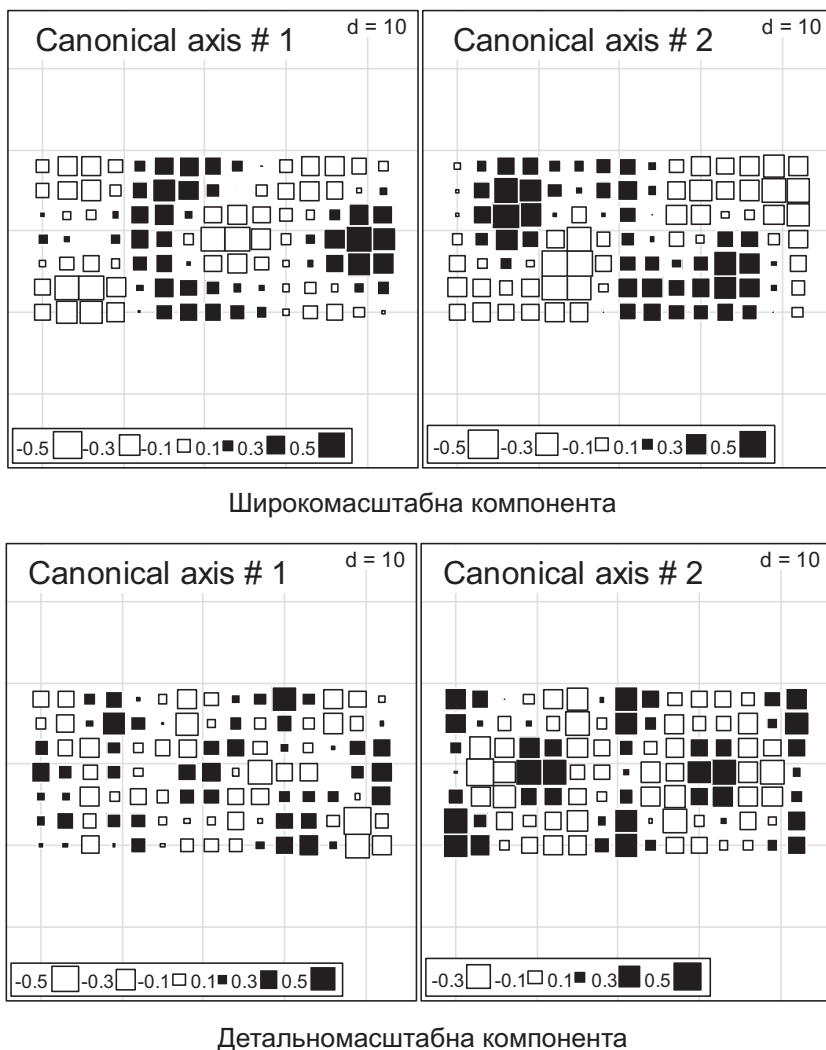 Canonical axis # 1 d = 10
Canonical axis # 2 d = 10
-0.5 -0.3 -0.1 0.1 0.3 0.5
-0.5 -0.3 -0.1 0.1 0.3 0.5
Широкомасштабна компонента
Canonical axis # 1 d = 10
Canonical axis # 2 d = 10
-0.5 -0.3 -0.1 0.1 0.3 0.5
-0.3 -0.1 0.1 0.3 0.5
Детальномасштабна компонента